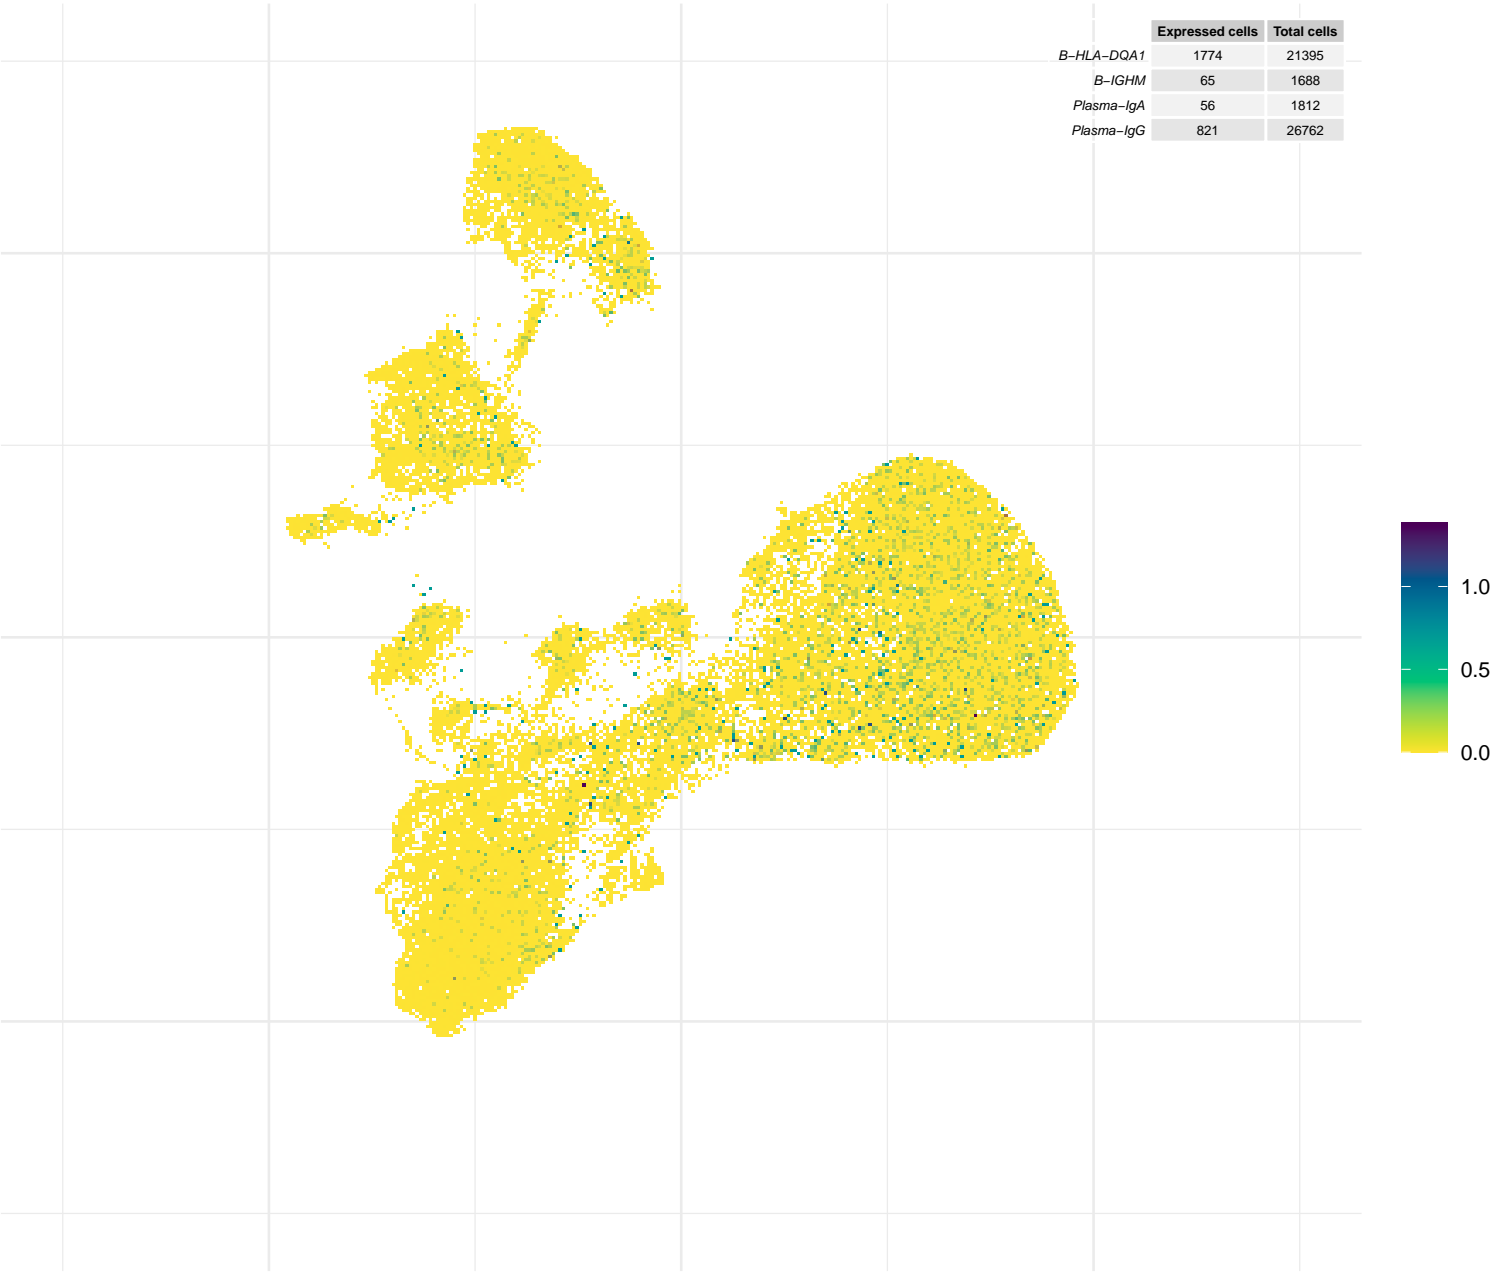 Expressed cells Total cells
B−HLA−DQA1 1774 21395
B−IGHM 65 1688
Plasma−IgA 56 1812
Plasma−IgG 821 26762
1.0
0.5
0.0